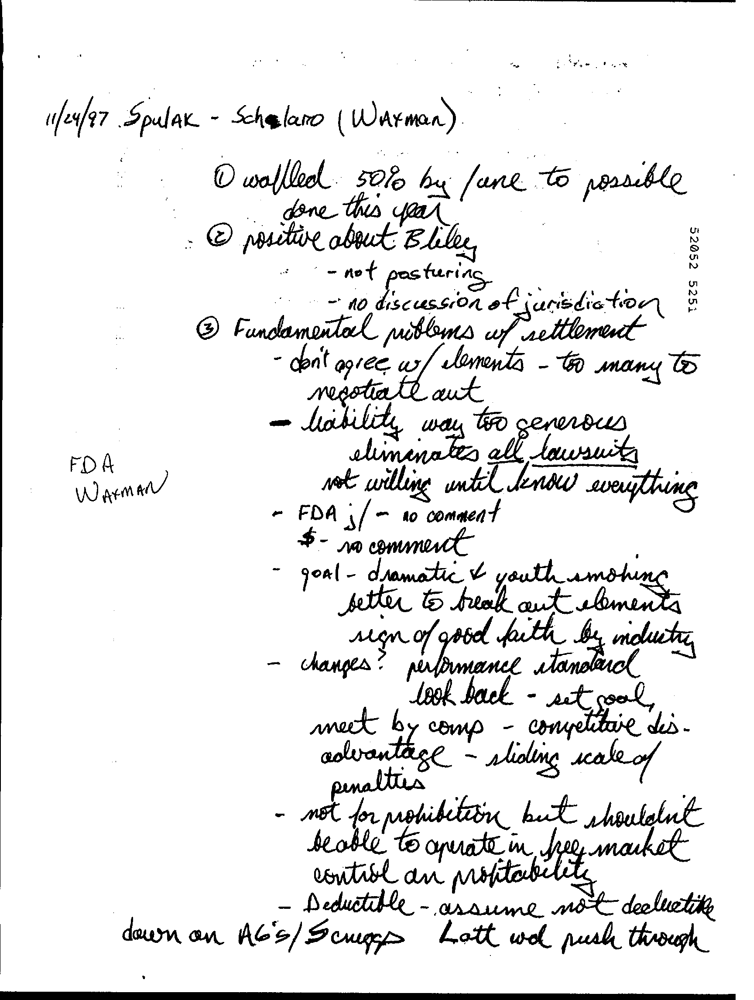 11/24/97 Spulak - Scholaro (Waxman)
① waffled 50% by June to possible
done this year
② positive about Bliley
- not posturing
- no discussion of jurisdiction
52052 5251
③ Fundamental problems w/ settlement
- don't agree w/ elements - too many to
negotiate out
- liability way too generous
eliminates all lawsuits
FDA
WAXMAN
not willing until know everything
- FDA j/ - no comment
$ - no comment
- goal - dramatic ↓ youth smoking
better to break out elements
sign of good faith by industry
- changes? performance standard
look back - set goal,
meet by comp - competitive dis-
advantage - sliding scale of
penalties
- not for prohibition but shouldn't
be able to operate in free market
control on profitability
- Deductible - assume not deductible
down on AG's/Scruggs Lott wd push through